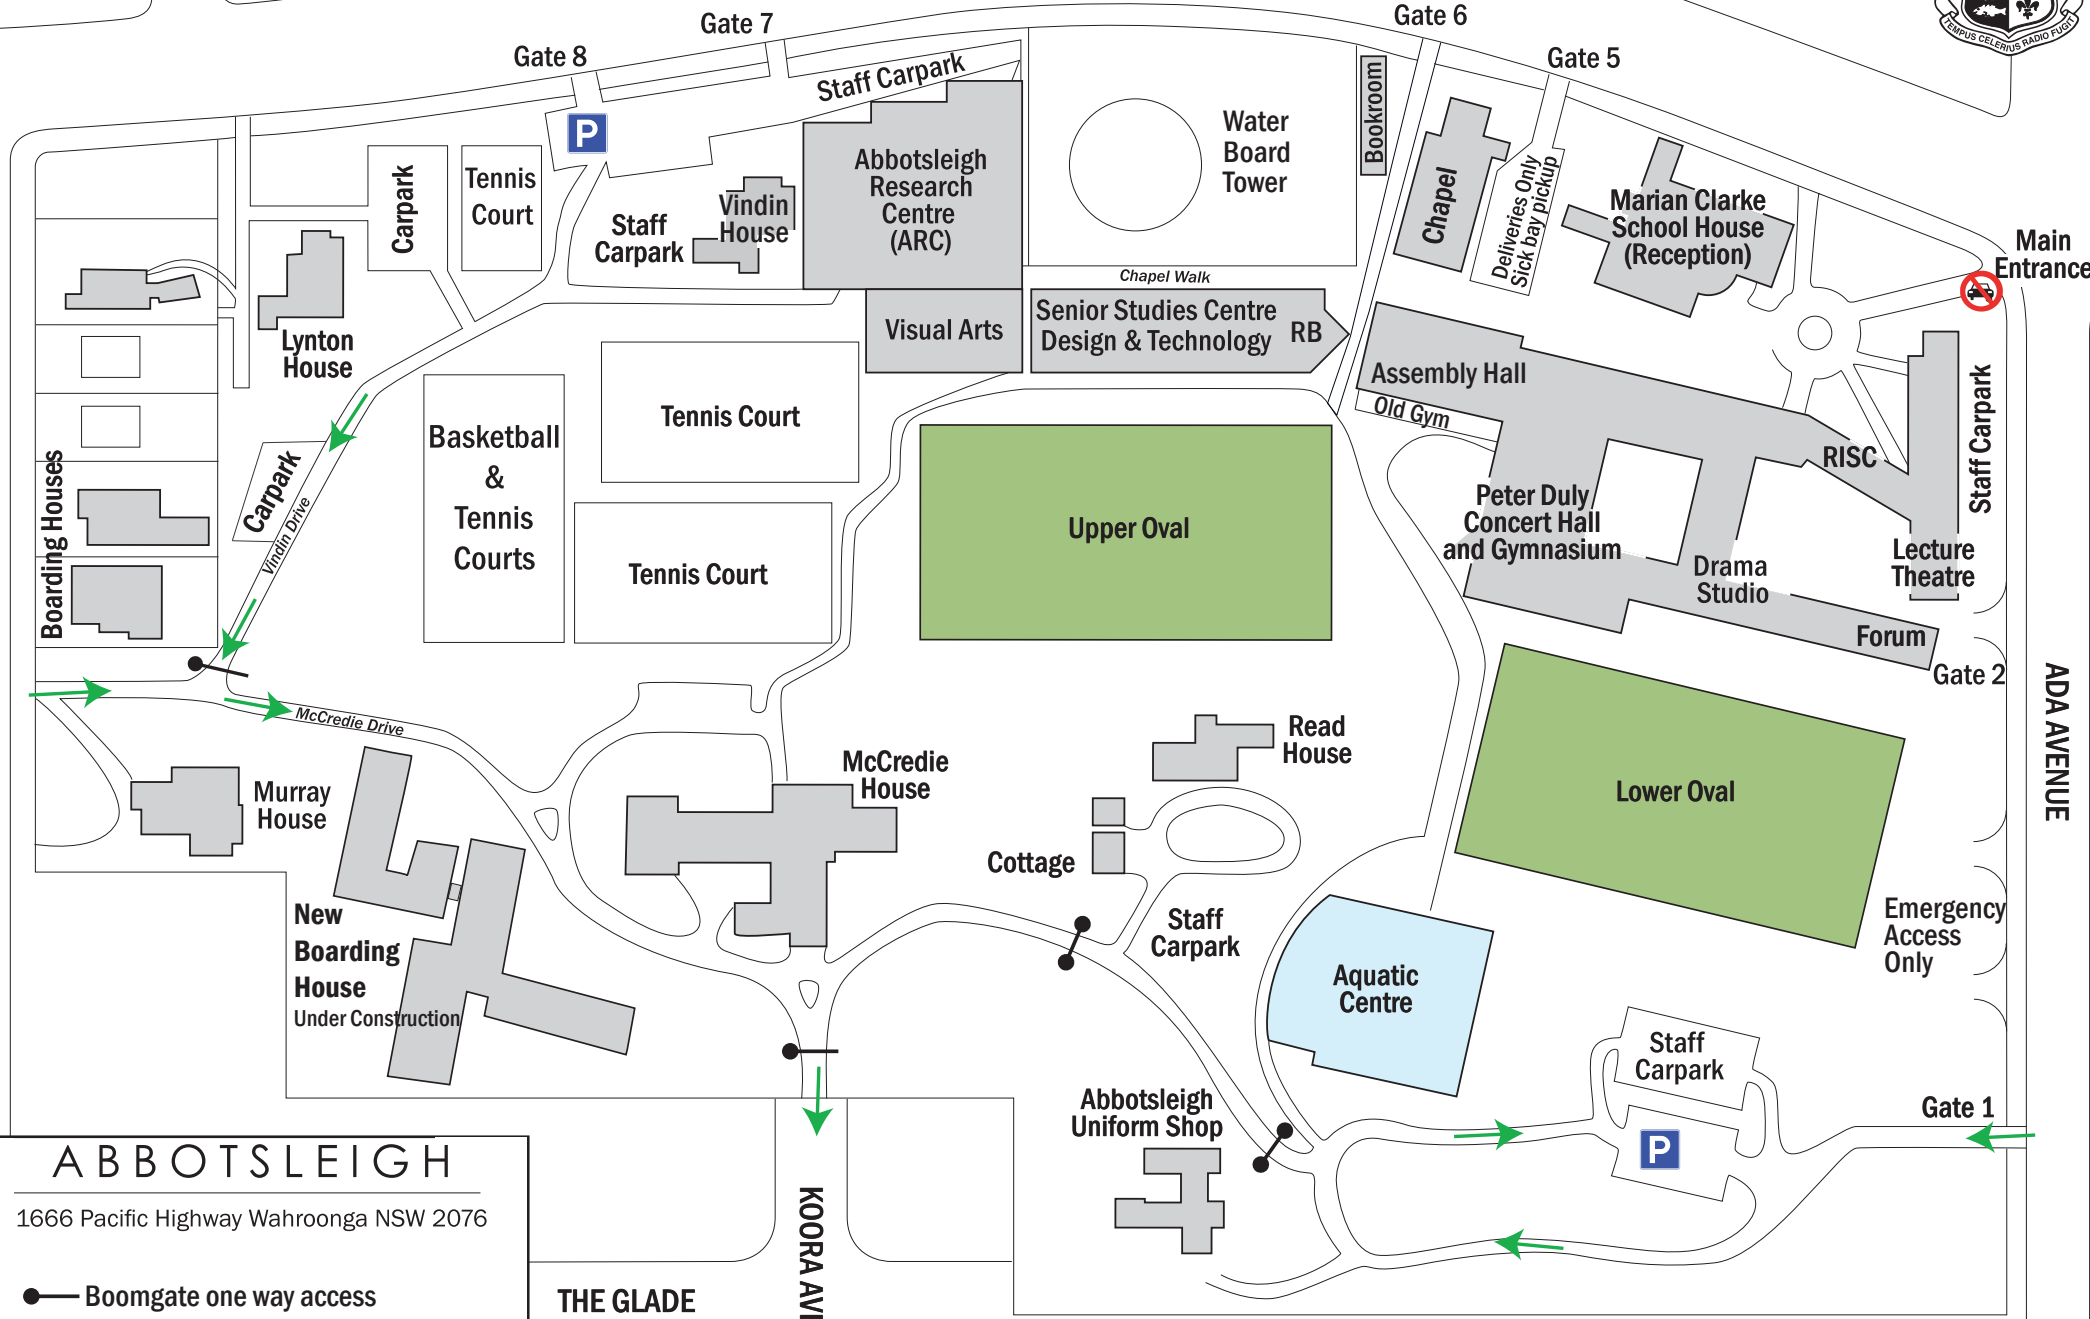 Gate 6
Gate 7
Gate 8
Gate 5
TEMPUS CELERIUS RADIO FUGIT
Staff Carpark
P
Bookroom
Water
Board
Tower
Abbotsleigh
Research
Centre
(ARC)
Tennis
Court
Carpark
Vindin
House
Staff
Carpark
Chapel
Deliveries Only
Sick bay pickup
Marian Clarke
School House
(Reception)
Main
Entrance
Chapel Walk
Lynton
House
Visual Arts
Senior Studies Centre
Design & Technology
RB
Assembly Hall
Old Gym
Staff Carpark
Tennis Court
Basketball
&
Tennis
Courts
Carpark
Vindin Drive
Boarding Houses
RISC
Peter Duly
Concert Hall
and Gymnasium
Upper Oval
Tennis Court
Drama
Studio
Lecture
Theatre
Forum
Gate 2
ADA AVENUE
McCredie Drive
Read
House
McCredie
House
Murray
House
Lower Oval
Cottage
New
Boarding
House
Under Construction
Staff
Carpark
Emergency
Access
Only
Aquatic
Centre
Staff
Carpark
Abbotsleigh
Uniform Shop
Gate 1
P
ABBOTSLEIGH
1666 Pacific Highway Wahroonga NSW 2076
Boomgate one way access
THE GLADE
KOORA AV